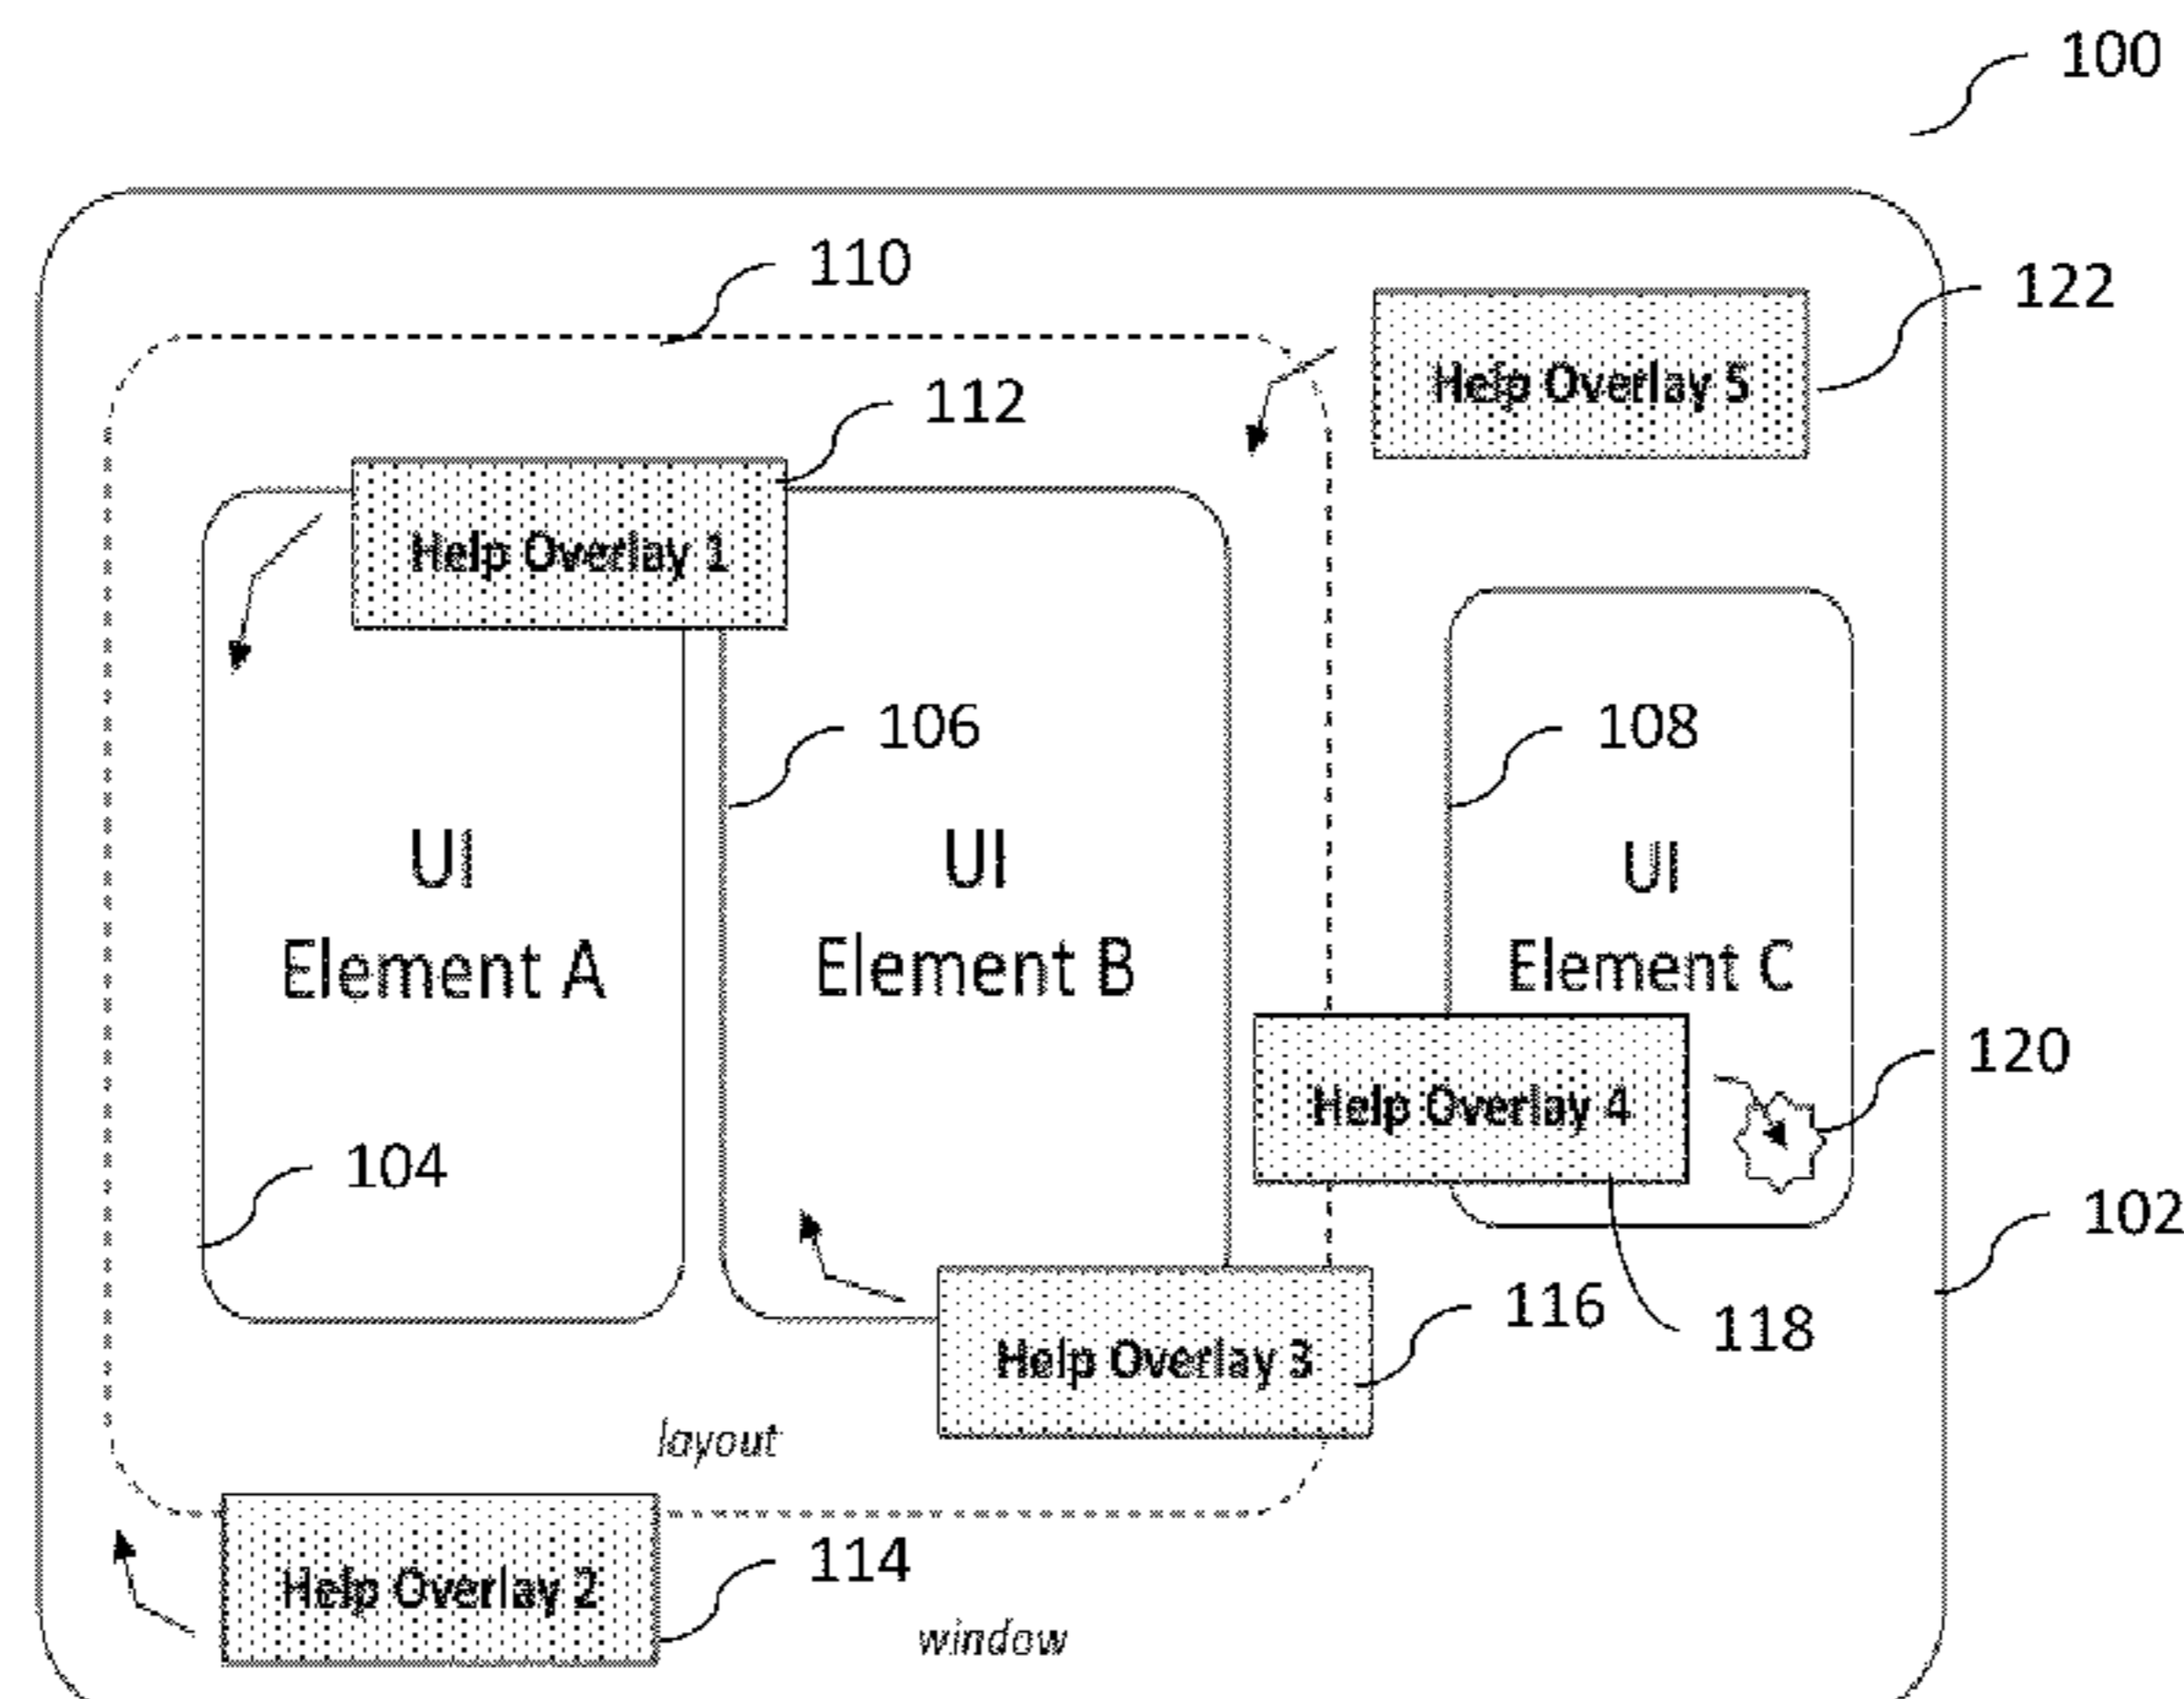 100
110
122
Help Overlay 5
112
Help Overlay 1
106
108
UI
Element A
UI
Element B
UI
Element C
120
Help Overlay 4
104
102
116
118
Help Overlay 3
layout
114
Help Overlay 2
window